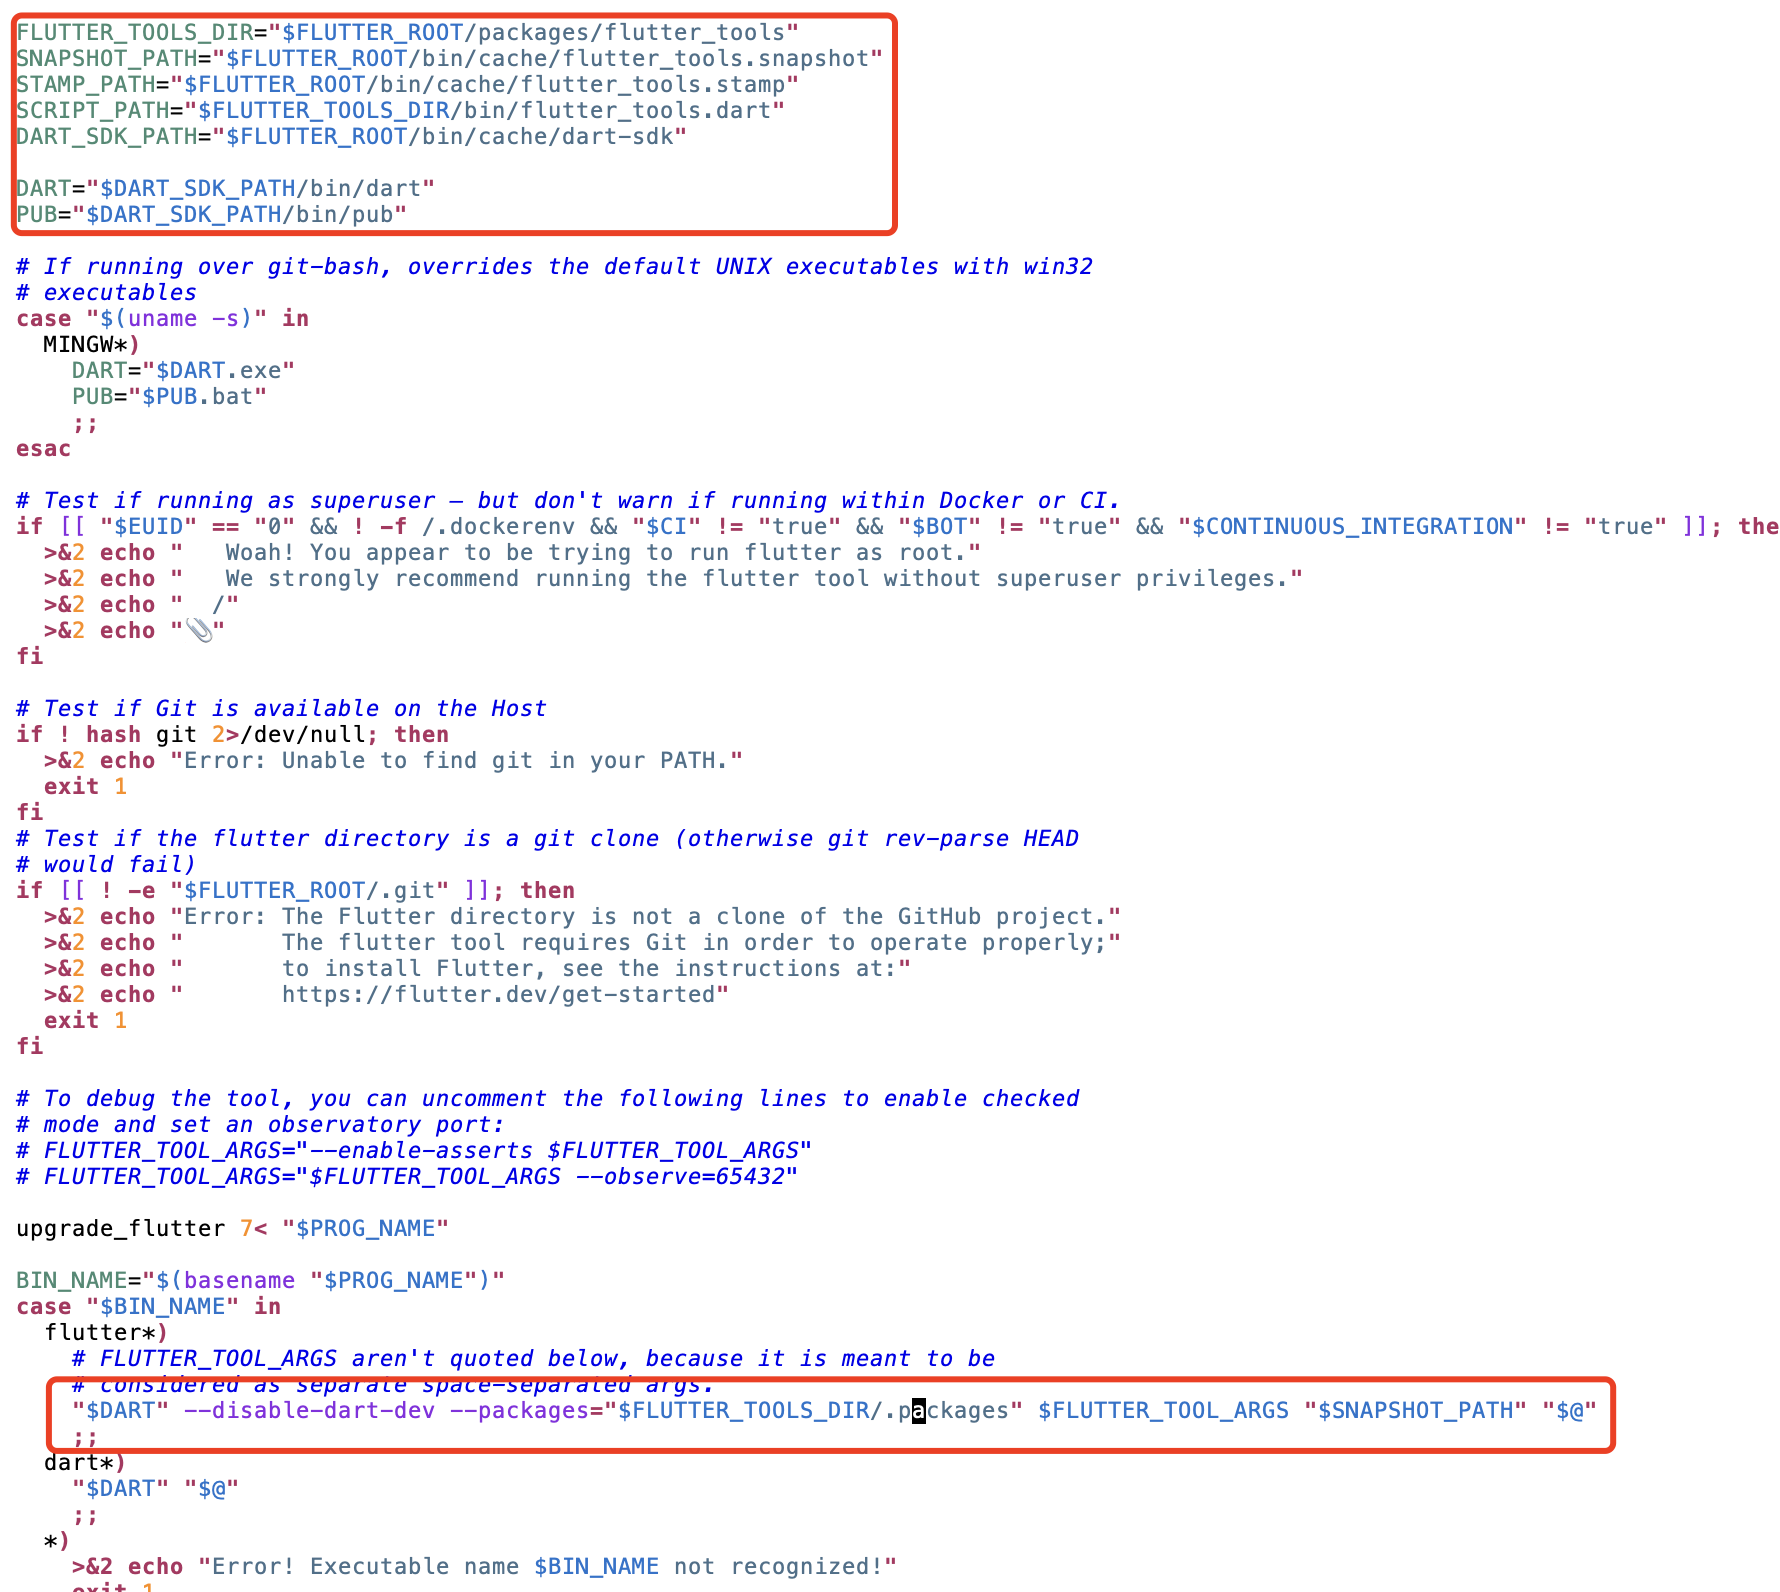 FLUTTER_TOOLS_DIR="$FLUTTER_ROOT/packages/flutter_tools"
SNAPSHOT_PATH="$FLUTTER_ROOT/bin/cache/flutter_tools.snapshot"
STAMP_PATH="$FLUTTER_ROOT/bin/cache/flutter_tools.stamp"
SCRIPT_PATH="$FLUTTER_TOOLS_DIR/bin/flutter_tools.dart"
DART_SDK_PATH="$FLUTTER_ROOT/bin/cache/dart-sdk"

DART="$DART_SDK_PATH/bin/dart"
PUB="$DART_SDK_PATH/bin/pub"

# If running over git-bash, overrides the default UNIX executables with win32
# executables
case "$(uname -s)" in
  MINGW*)
    DART="$DART.exe"
    PUB="$PUB.bat"
    ;;
esac

# Test if running as superuser – but don't warn if running within Docker or CI.
if [[ "$EUID" == "0" && ! -f /.dockerenv && "$CI" != "true" && "$BOT" != "true" && "$CONTINUOUS_INTEGRATION" != "true" ]]; the
  >&2 echo "   Woah! You appear to be trying to run flutter as root."
  >&2 echo "   We strongly recommend running the flutter tool without superuser privileges."
  >&2 echo "  /"
  >&2 echo "📎"
fi

# Test if Git is available on the Host
if ! hash git 2>/dev/null; then
  >&2 echo "Error: Unable to find git in your PATH."
  exit 1
fi
# Test if the flutter directory is a git clone (otherwise git rev-parse HEAD
# would fail)
if [[ ! -e "$FLUTTER_ROOT/.git" ]]; then
  >&2 echo "Error: The Flutter directory is not a clone of the GitHub project."
  >&2 echo "       The flutter tool requires Git in order to operate properly;"
  >&2 echo "       to install Flutter, see the instructions at:"
  >&2 echo "       https://flutter.dev/get-started"
  exit 1
fi

# To debug the tool, you can uncomment the following lines to enable checked
# mode and set an observatory port:
# FLUTTER_TOOL_ARGS="--enable-asserts $FLUTTER_TOOL_ARGS"
# FLUTTER_TOOL_ARGS="$FLUTTER_TOOL_ARGS --observe=65432"

upgrade_flutter 7< "$PROG_NAME"

BIN_NAME="$(basename "$PROG_NAME")"
case "$BIN_NAME" in
  flutter*)
    # FLUTTER_TOOL_ARGS aren't quoted below, because it is meant to be
    # considered as separate space-separated args.
    "$DART" --disable-dart-dev --packages="$FLUTTER_TOOLS_DIR/.packages" $FLUTTER_TOOL_ARGS "$SNAPSHOT_PATH" "$@"
    ;;
  dart*)
    "$DART" "$@"
    ;;
  *)
    >&2 echo "Error! Executable name $BIN_NAME not recognized!"
    exit 1